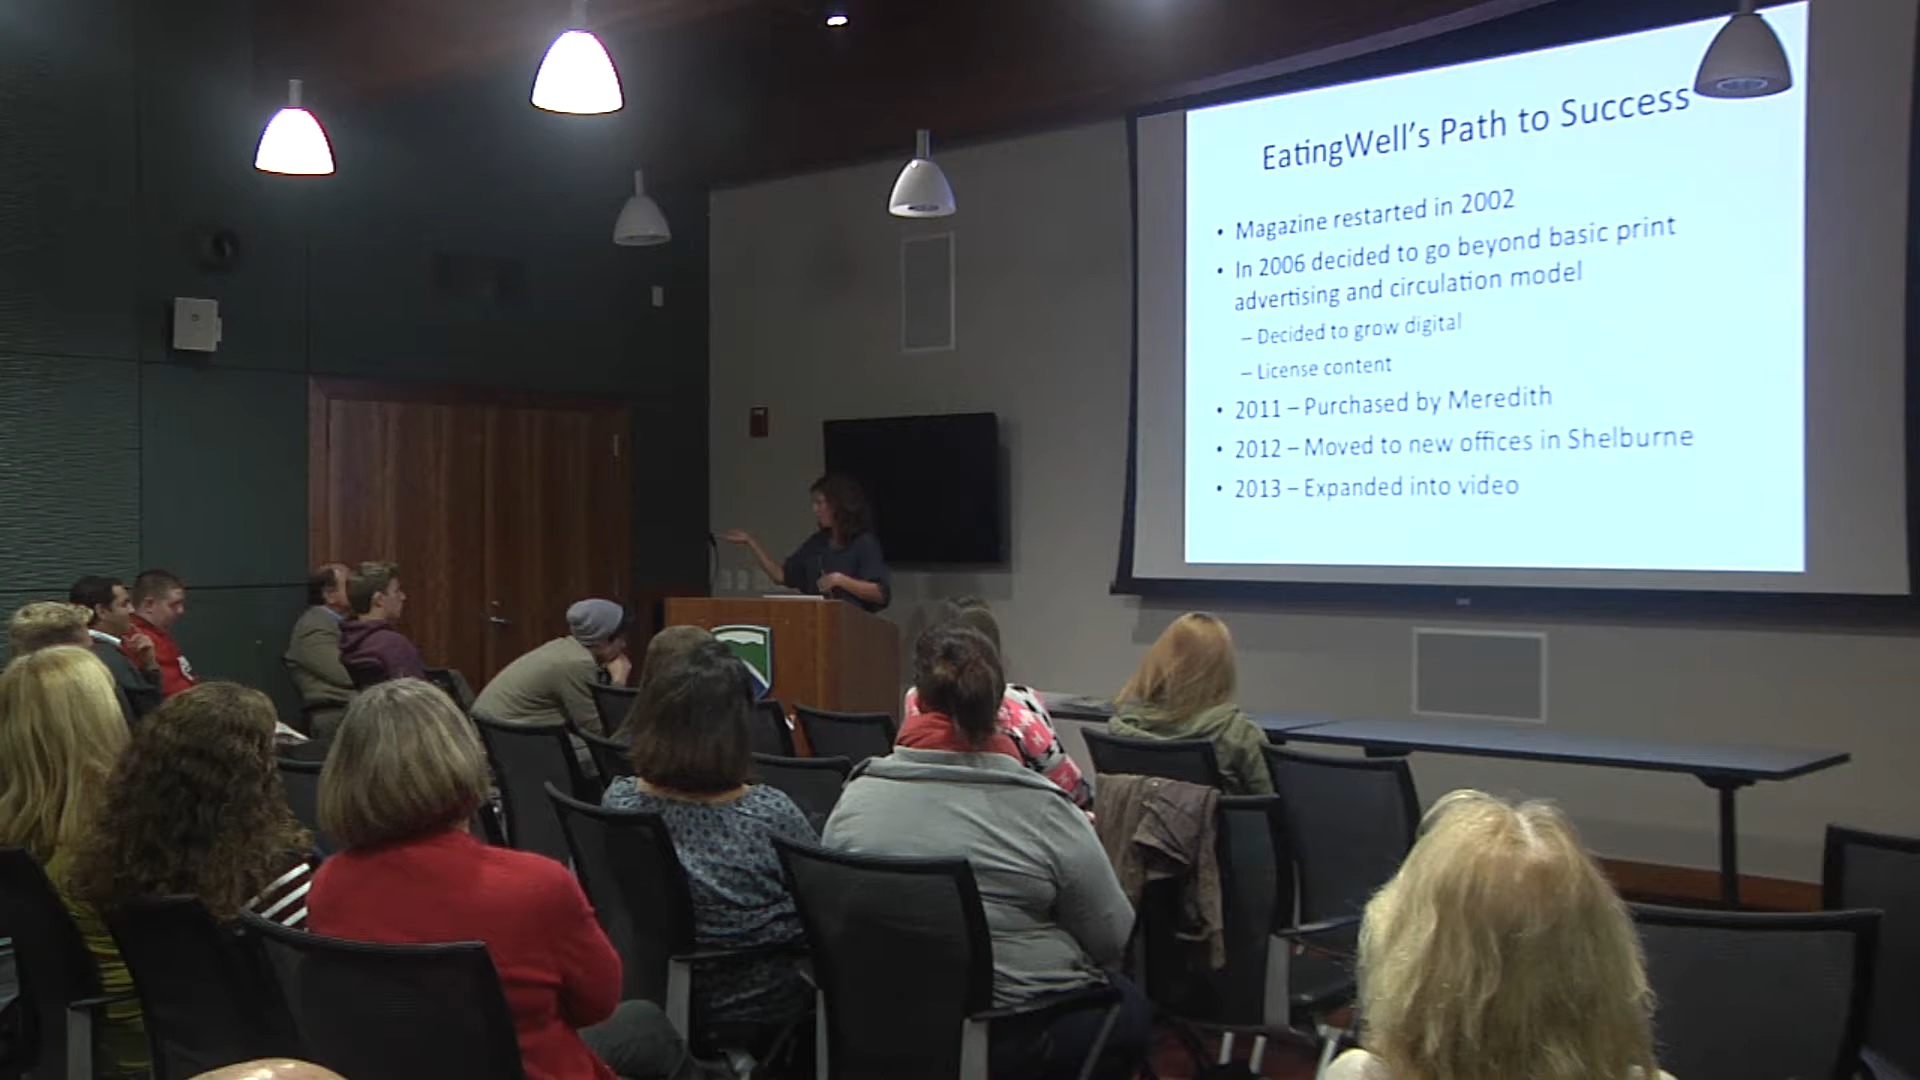 EatingWell's Path to Success
• Magazine restarted in 2002
• In 2006 decided to go beyond basic print
advertising and circulation model
– Decided to grow digital
– License content
• 2011 – Purchased by Meredith
• 2012 – Moved to new offices in Shelburne
• 2013 – Expanded into video